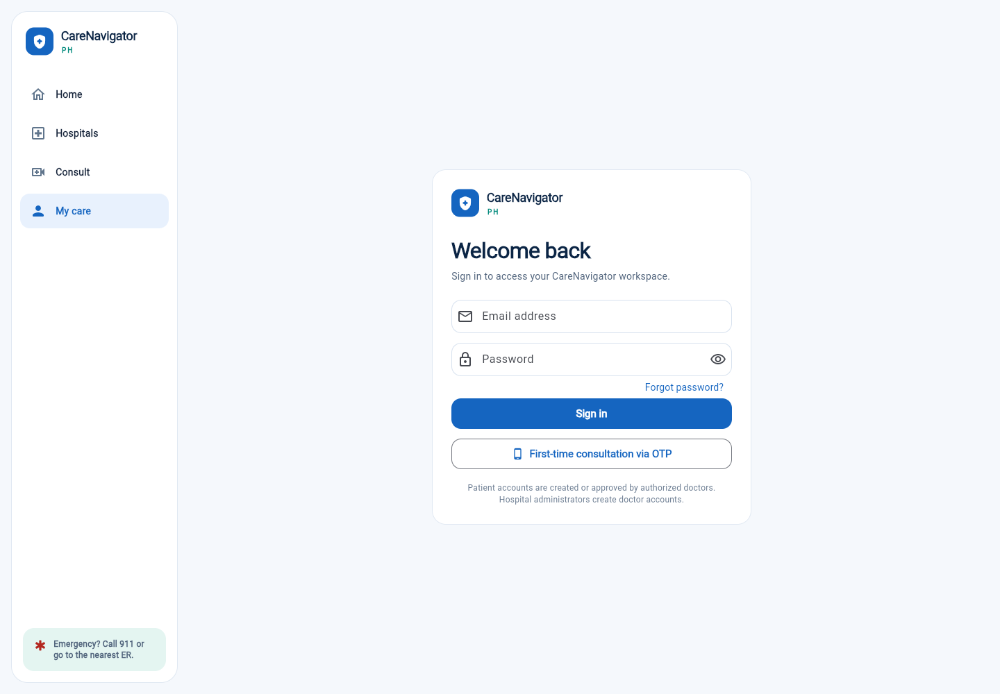 CareNavigator
PH
Home
Hospitals
Consult
My care
Emergency? Call 911 or
go to the nearest ER.
CareNavigator
PH
Welcome back
Sign in to access your CareNavigator workspace.
Email address
Password
Forgot password?
Sign in
First-time consultation via OTP
Patient accounts are created or approved by authorized doctors.
Hospital administrators create doctor accounts.